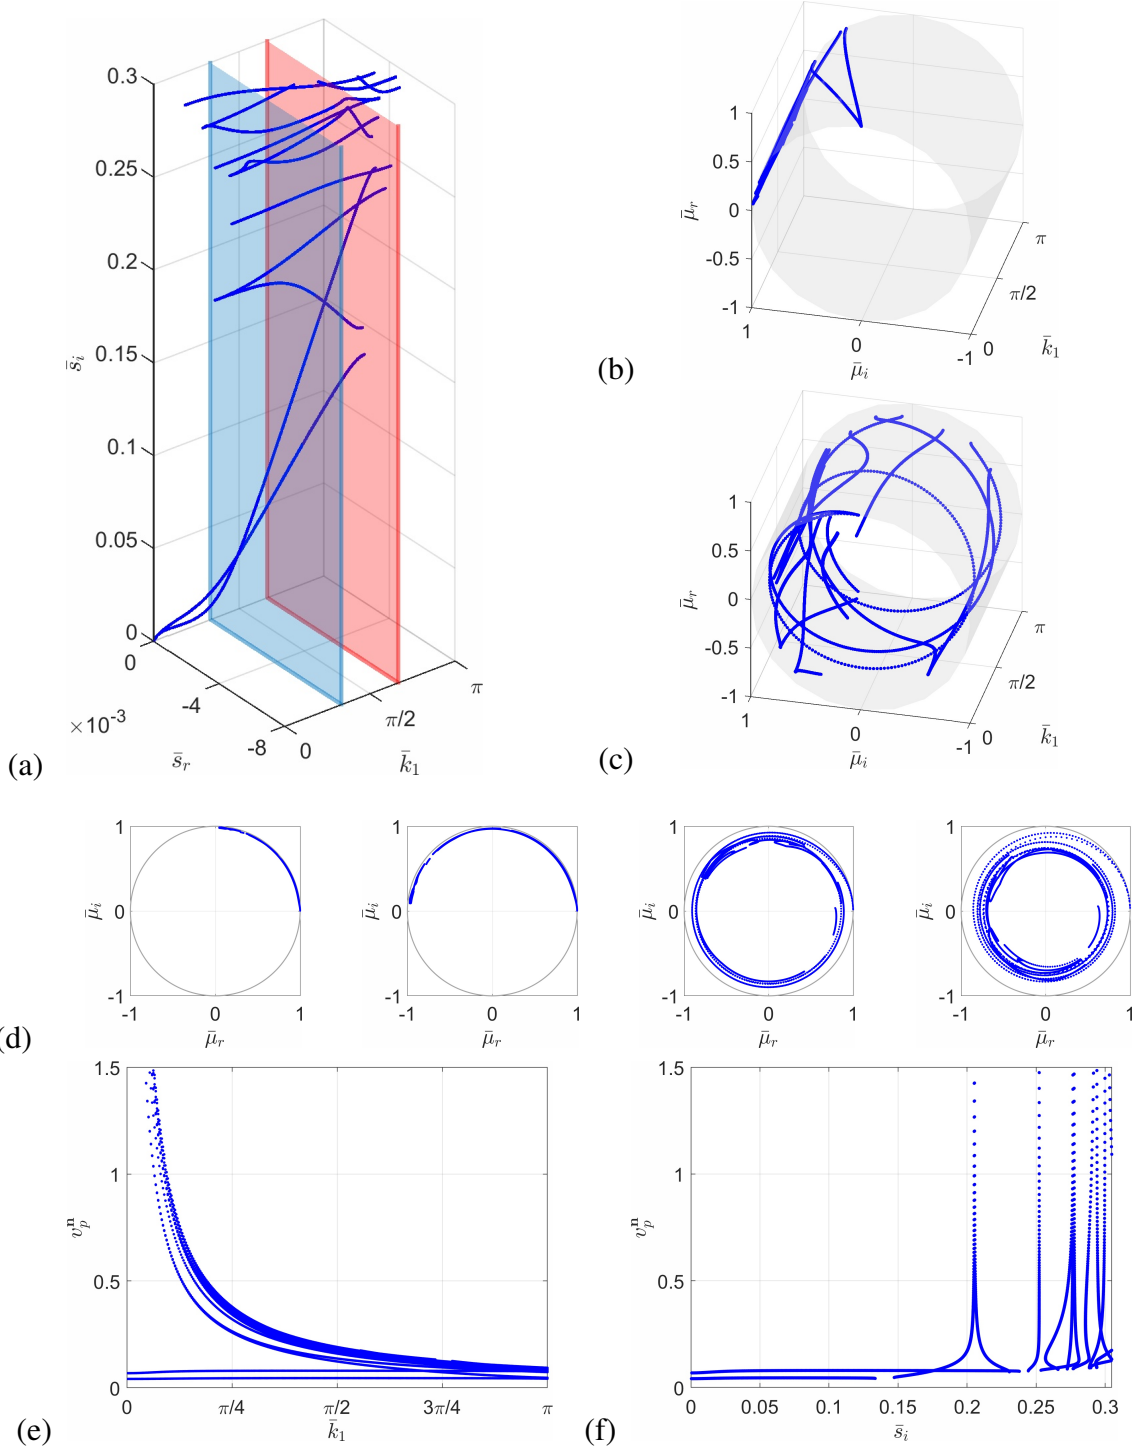 0.3
0.25
0.2
0.15
0.1
0.05
0
s̄ᵢ
0
-4
-8
×10⁻³
s̄ᵣ
0
π/2
π
k̄₁
(a)
1
0.5
0
-0.5
-1
μ̄ᵣ
1
0
-1
μ̄ᵢ
0
π/2
π
k̄₁
(b)
1
0.5
0
-0.5
-1
μ̄ᵣ
1
0
-1
μ̄ᵢ
0
π/2
π
k̄₁
(c)
1
0
-1
μ̄ᵢ
-1 0 1
μ̄ᵣ
1
0
-1
μ̄ᵢ
-1 0 1
μ̄ᵣ
1
0
-1
μ̄ᵢ
-1 0 1
μ̄ᵣ
1
0
-1
μ̄ᵢ
-1 0 1
μ̄ᵣ
(d)
1.5
1
0.5
0
vₚⁿ
0 π/4 π/2 3π/4 π
k̄₁
(e)
1.5
1
0.5
0
vₚⁿ
0 0.05 0.1 0.15 0.2 0.25 0.3
s̄ᵢ
(f)